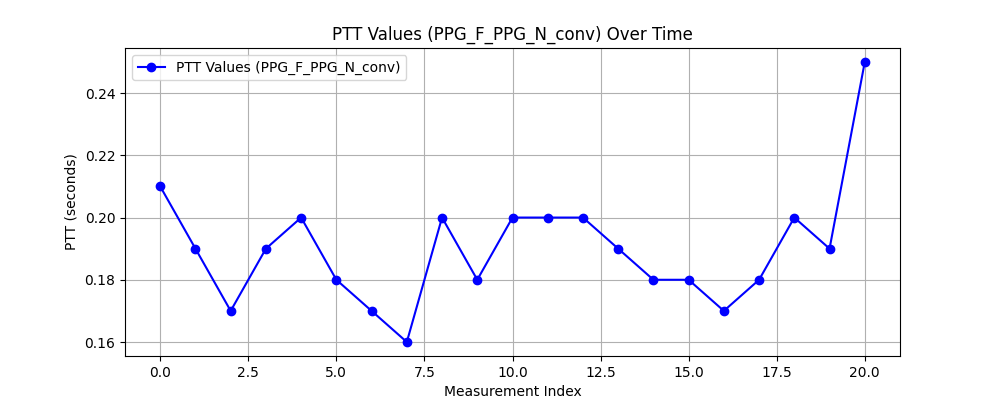 PTT Values (PPG_F_PPG_N_conv) Over Time
PTT Values (PPG_F_PPG_N_conv)
PTT (seconds)
0.24
0.22
0.20
0.18
0.16
0.0 2.5 5.0 7.5 10.0 12.5 15.0 17.5 20.0
Measurement Index